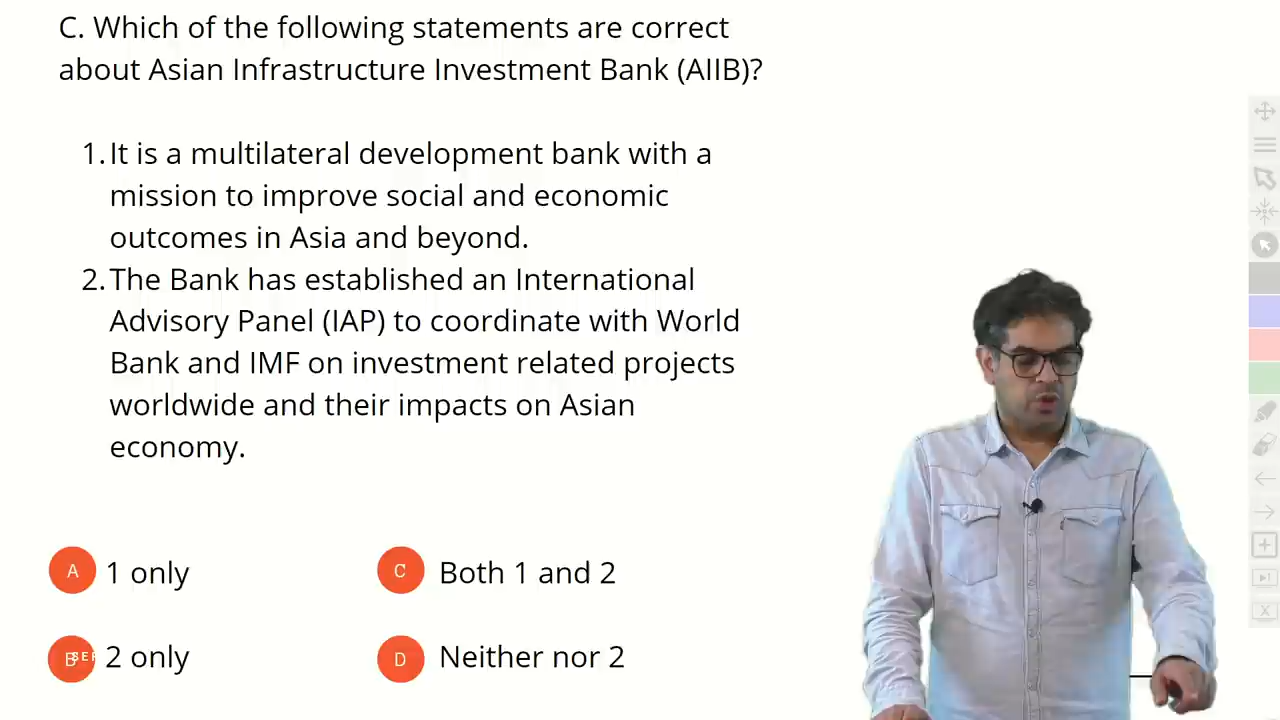 C. Which of the following statements are correct
about Asian Infrastructure Investment Bank (AIIB)?
1. It is a multilateral development bank with a
mission to improve social and economic
outcomes in Asia and beyond.
2. The Bank has established an International
Advisory Panel (IAP) to coordinate with World
Bank and IMF on investment related projects
worldwide and their impacts on Asian
economy.
A 1 only
C Both 1 and 2
B 2 only
D Neither nor 2